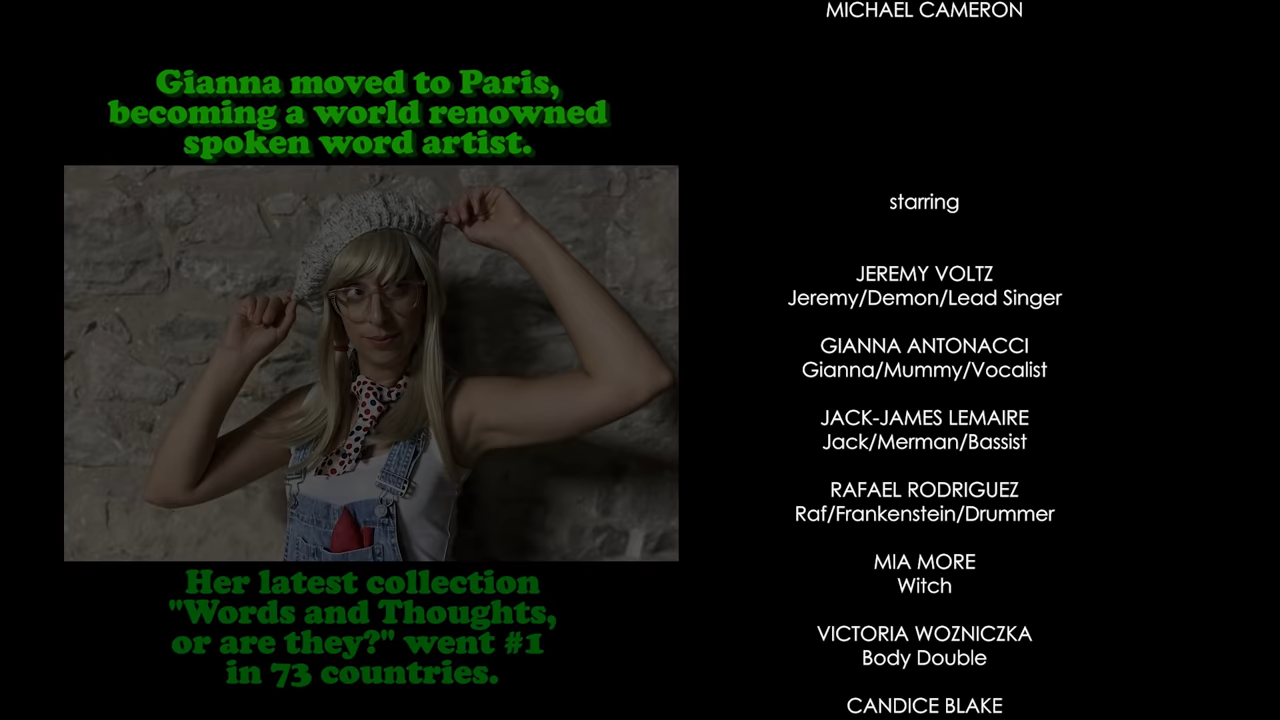 MICHAEL CAMERON
Gianna moved to Paris,
becoming a world renowned
spoken word artist.
Her latest collection
"Words and Thoughts,
or are they?" went #1
in 73 countries.
starring
JEREMY VOLTZ
Jeremy/Demon/Lead Singer
GIANNA ANTONACCI
Gianna/Mummy/Vocalist
JACK-JAMES LEMAIRE
Jack/Merman/Bassist
RAFAEL RODRIGUEZ
Raf/Frankenstein/Drummer
MIA MORE
Witch
VICTORIA WOZNICZKA
Body Double
CANDICE BLAKE